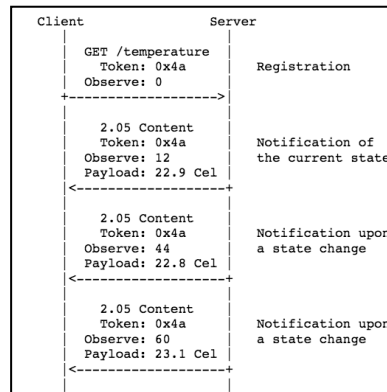 Client Server
GET /temperature
Token: 0x4a Registration
Observe: 0
+------------------->
2.05 Content
Token: 0x4a Notification of
Observe: 12 the current state
Payload: 22.9 Cel
<-------------------+
2.05 Content
Token: 0x4a Notification upon
Observe: 44 a state change
Payload: 22.8 Cel
<-------------------+
2.05 Content
Token: 0x4a Notification upon
Observe: 60 a state change
Payload: 23.1 Cel
<-------------------+